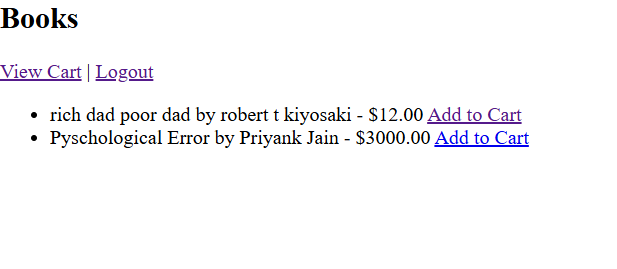 Books
View Cart | Logout
rich dad poor dad by robert t kiyosaki - $12.00 Add to Cart
Pyschological Error by Priyank Jain - $3000.00 Add to Cart